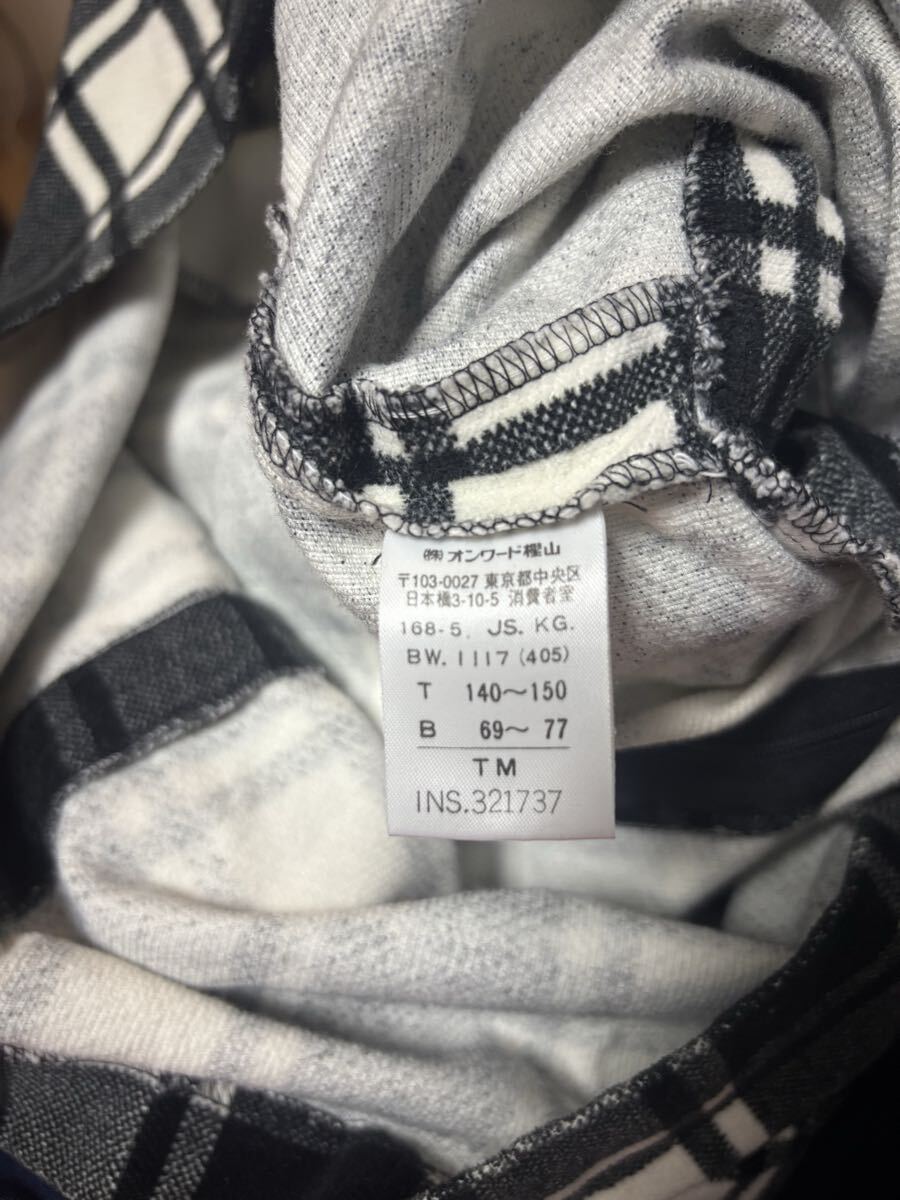 ㈱オンワード樫山
〒103-0027 東京都中央区
日本橋3-10-5 消費者室
168-5. JS. KG.
BW. 1117 (405)
T 140～150
B 69～ 77
TM
INS.321737